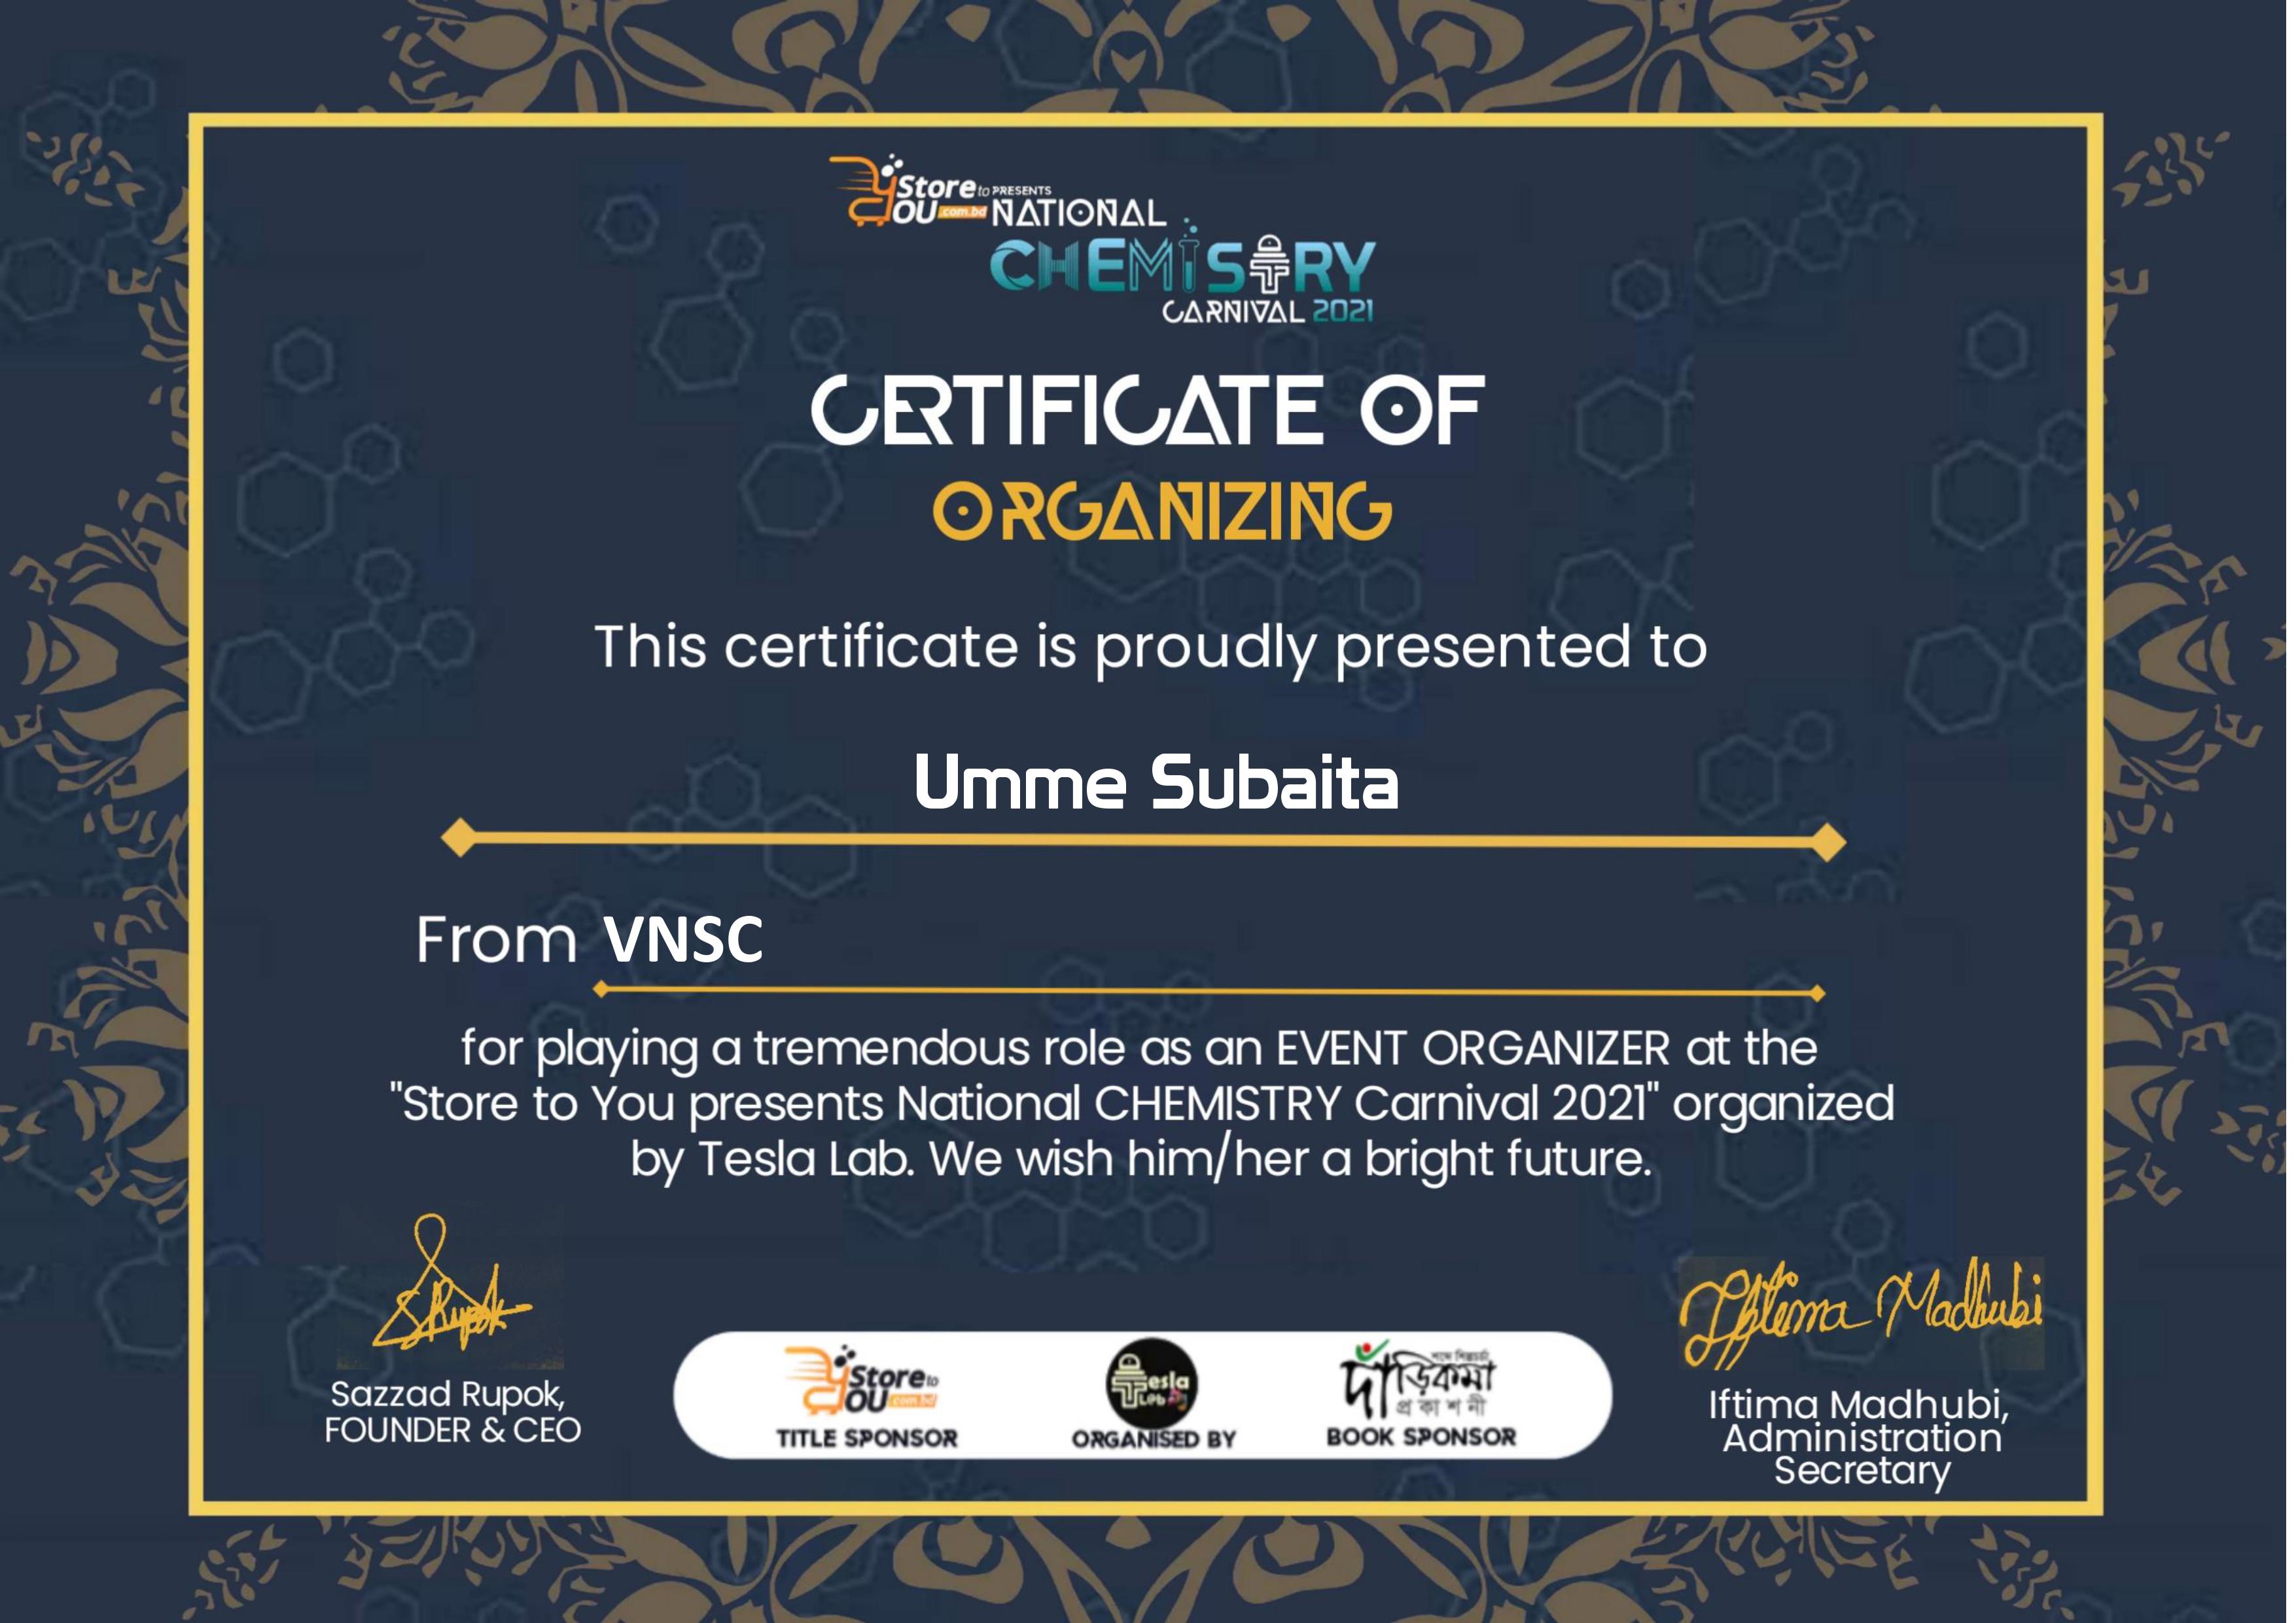 Store to PRESENTS
YOU .com.bd NATIONAL
CHEMISTRY
CARNIVAL 2021
CERTIFICATE OF
ORGANIZING
This certificate is proudly presented to
Umme Subaita
From VNSC
for playing a tremendous role as an EVENT ORGANIZER at the
"Store to You presents National CHEMISTRY Carnival 2021" organized
by Tesla Lab. We wish him/her a bright future.
SRupok
Iftima Madhubi
Sazzad Rupok,
FOUNDER & CEO
Store to
YOU .com.bd
TITLE SPONSOR
Tesla
Lab
ORGANISED BY
দাঁড়িকমা
প্রকাশনী
BOOK SPONSOR
Iftima Madhubi,
Administration
Secretary